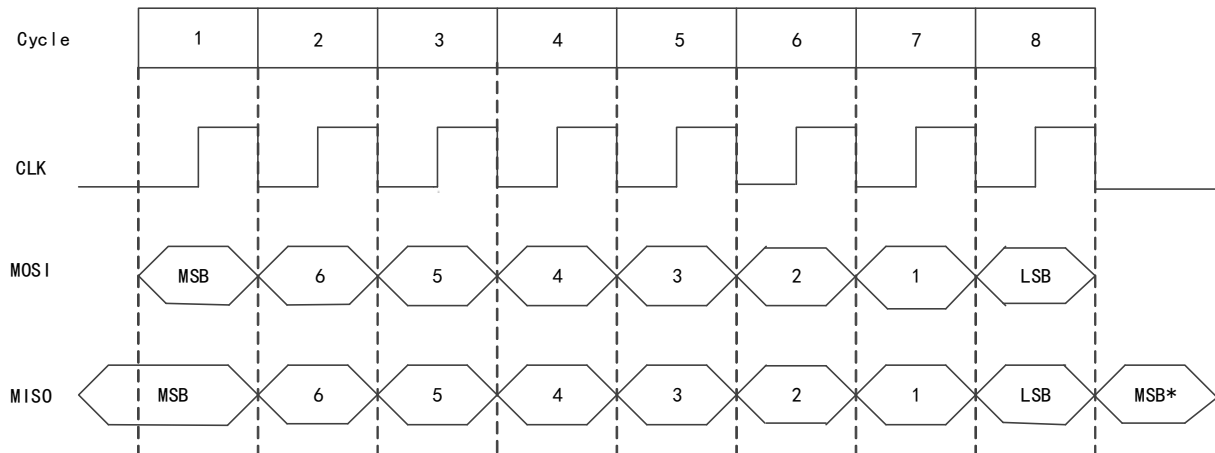 Cycle 1 2 3 4 5 6 7 8
CLK
MOSI MSB 6 5 4 3 2 1 LSB
MISO MSB 6 5 4 3 2 1 LSB MSB*